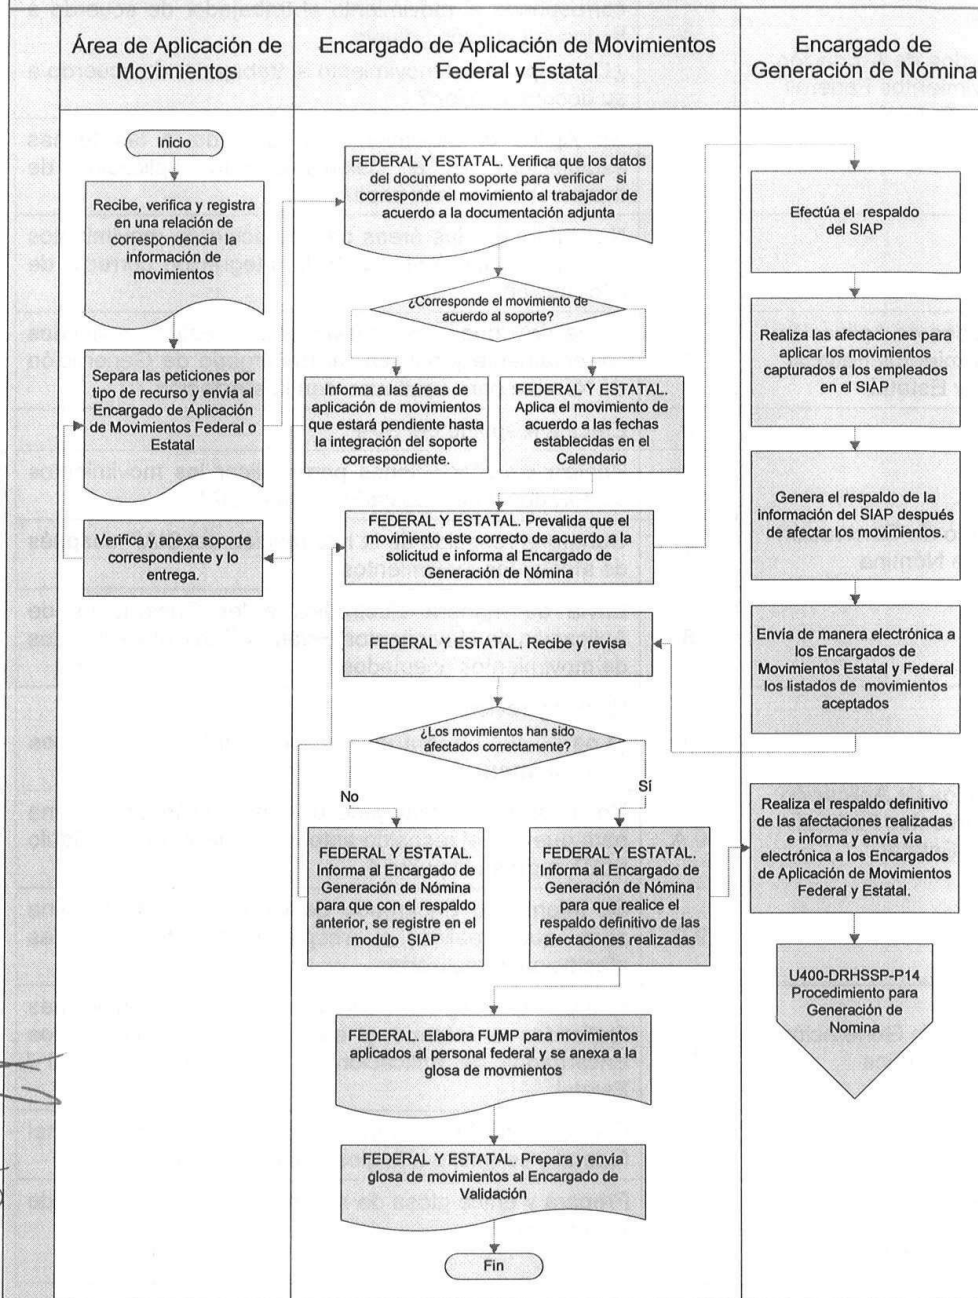 Área de Aplicación de
Movimientos
Encargado de Aplicación de Movimientos
Federal y Estatal
Encargado de
Generación de Nómina
Inicio
Recibe, verifica y registra
en una relación de
correspondencia la
información de
movimientos
Separa las peticiones por
tipo de recurso y envía al
Encargado de Aplicación
de Movimientos Federal o
Estatal
Verifica y anexa soporte
correspondiente y lo
entrega.
FEDERAL Y ESTATAL. Verifica que los datos
del documento soporte para verificar si
corresponde el movimiento al trabajador de
acuerdo a la documentación adjunta
¿Corresponde el movimiento de
acuerdo al soporte?
Informa a las áreas de
aplicación de movimientos
que estará pendiente hasta
la integración del soporte
correspondiente.
FEDERAL Y ESTATAL.
Aplica el movimiento de
acuerdo a las fechas
establecidas en el
Calendario
FEDERAL Y ESTATAL. Prevalida que el
movimiento este correcto de acuerdo a la
solicitud e informa al Encargado de
Generación de Nómina
FEDERAL Y ESTATAL. Recibe y revisa
¿Los movimientos han sido
afectados correctamente?
No
Sí
FEDERAL Y ESTATAL.
Informa al Encargado de
Generación de Nómina
para que con el respaldo
anterior, se registre en el
modulo SIAP
FEDERAL Y ESTATAL.
Informa al Encargado de
Generación de Nómina
para que realice el
respaldo definitivo de las
afectaciones realizadas
FEDERAL. Elabora FUMP para movimientos
aplicados al personal federal y se anexa a la
glosa de movmientos
FEDERAL Y ESTATAL. Prepara y envía
glosa de movimientos al Encargado de
Validación
Fin
Efectúa el respaldo
del SIAP
Realiza las afectaciones para
aplicar los movimientos
capturados a los empleados
en el SIAP
Genera el respaldo de la
información del SIAP después
de afectar los movimientos.
Envía de manera electrónica a
los Encargados de
Movimientos Estatal y Federal
los listados de movimientos
aceptados
Realiza el respaldo definitivo
de las afectaciones realizadas
e informa y envía vía
electrónica a los Encargados
de Aplicación de Movimientos
Federal y Estatal.
U400-DRHSSP-P14
Procedimiento para
Generación de
Nomina